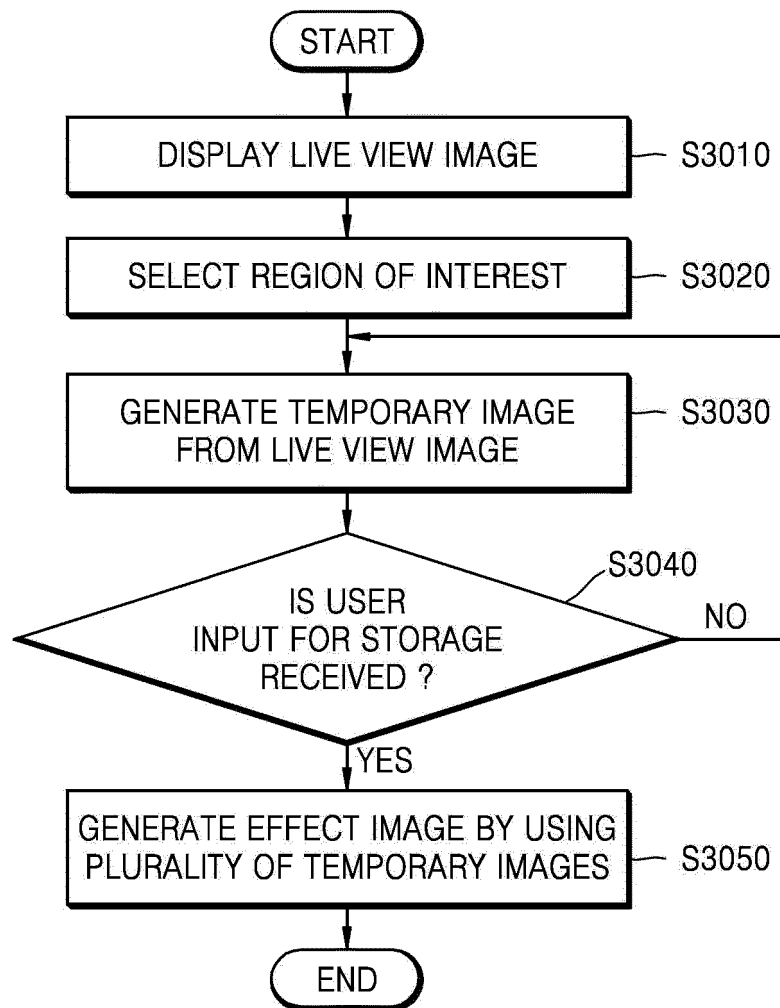 START
DISPLAY LIVE VIEW IMAGE
S3010
SELECT REGION OF INTEREST
S3020
GENERATE TEMPORARY IMAGE
FROM LIVE VIEW IMAGE
S3030
S3040
IS USER
INPUT FOR STORAGE
RECEIVED ?
NO
YES
GENERATE EFFECT IMAGE BY USING
PLURALITY OF TEMPORARY IMAGES
S3050
END